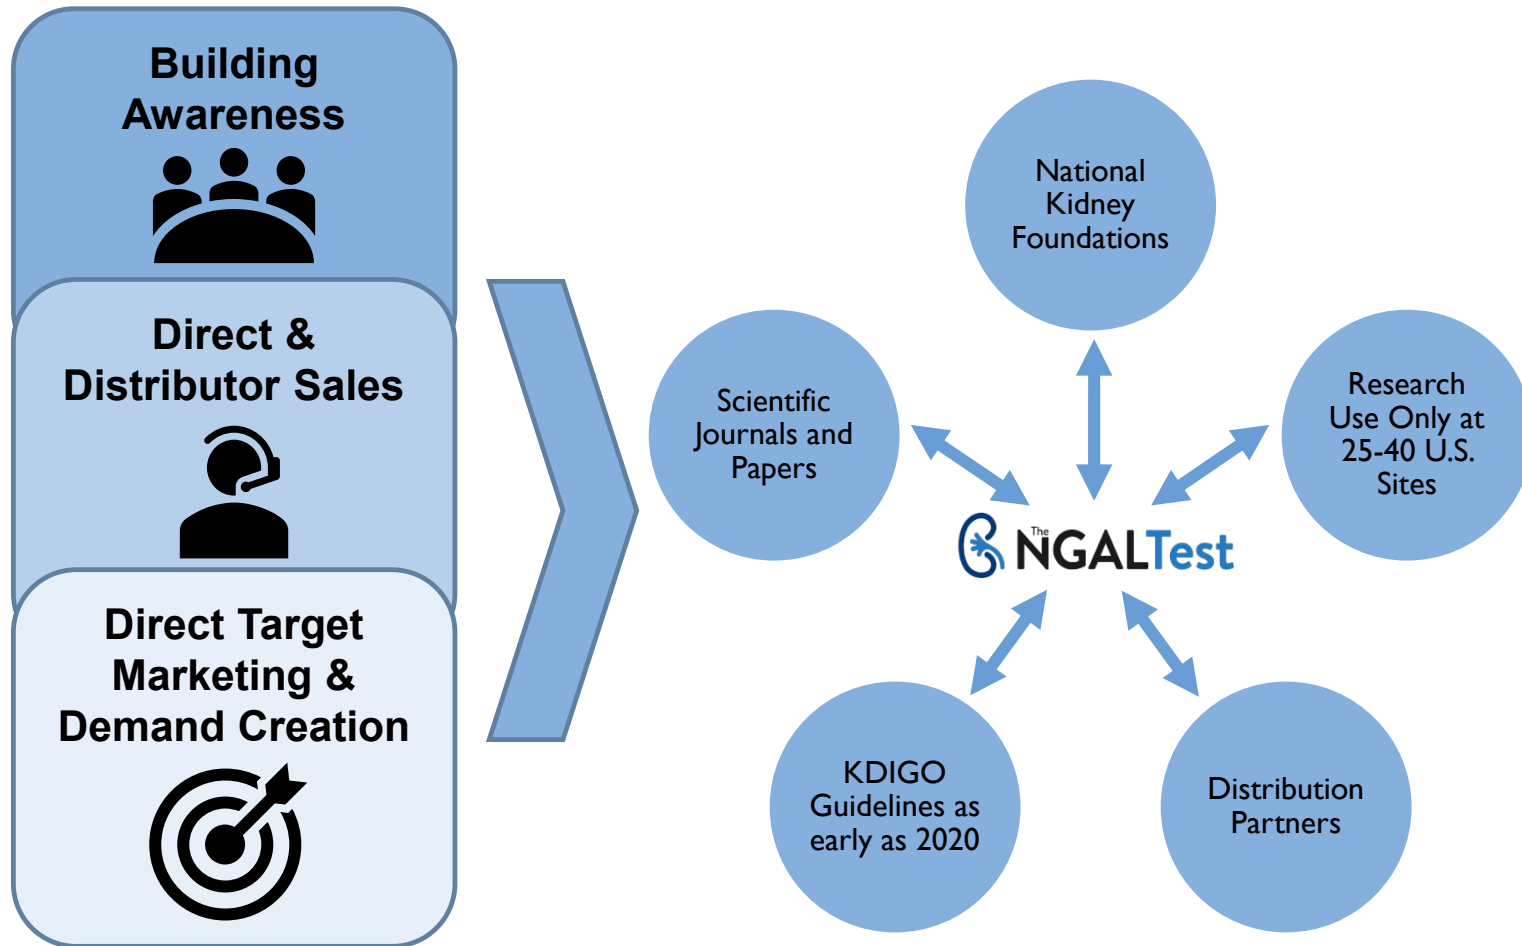 Building
Awareness
Direct &
Distributor Sales
Direct Target
Marketing &
Demand Creation
National
Kidney
Foundations
Scientific
Journals and
Papers
Research
Use Only at
25-40 U.S.
Sites
The NGALTest
KDIGO
Guidelines as
early as 2020
Distribution
Partners